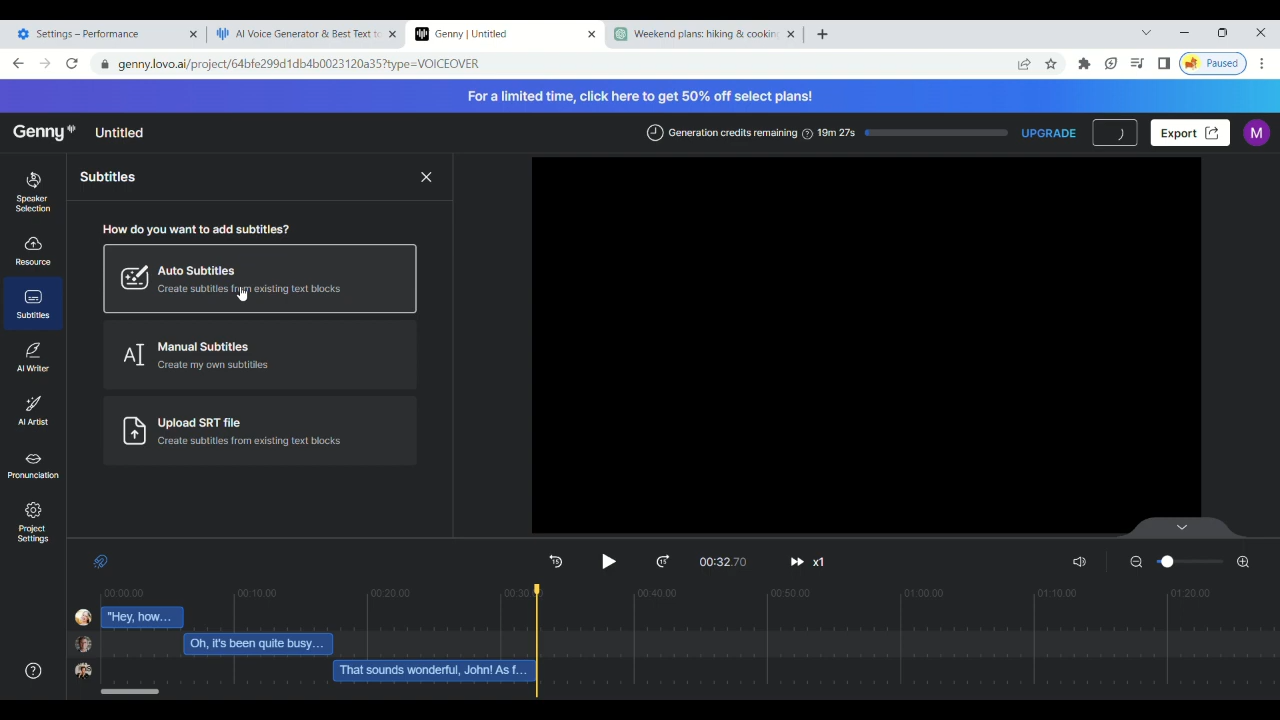 Settings – Performance
AI Voice Generator & Best Text to
Genny | Untitled
Weekend plans: hiking & cooking
genny.lovo.ai/project/64bfe299d1db4b0023120a35?type=VOICEOVER
Paused
For a limited time, click here to get 50% off select plans!
Genny
Untitled
Generation credits remaining ? 19m 27s
UPGRADE
Export
M
Speaker
Selection
Resource
Subtitles
AI Writer
AI Artist
Pronunciation
Project
Settings
Subtitles
How do you want to add subtitles?
Auto Subtitles
Create subtitles from existing text blocks
Manual Subtitles
Create my own subtitiles
Upload SRT file
Create subtitles from existing text blocks
15
15
00:32.70
x1
00:00.00
00:10.00
00:20.00
00:30
00:40.00
00:50.00
01:00.00
01:10.00
01:20.00
"Hey, how...
Oh, it's been quite busy...
That sounds wonderful, John! As f...